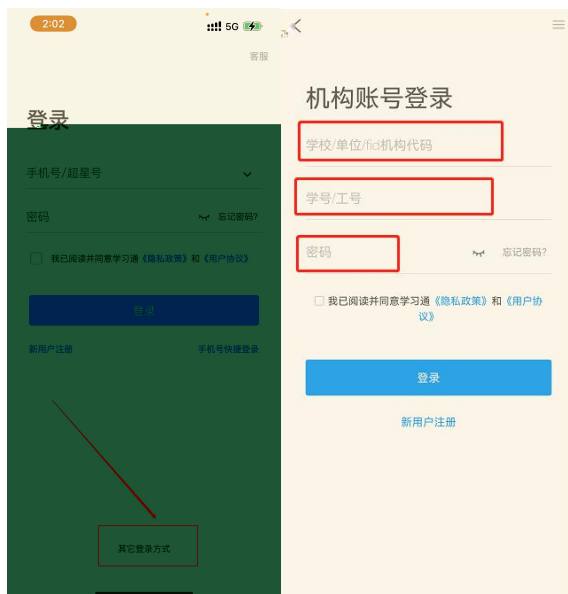 2:02
5G
客服
登录
手机号/超星号
密码
忘记密码?
我已阅读并同意学习通《隐私政策》和《用户协议》
登录
新用户注册
手机号快捷登录
其它登录方式
机构账号登录
学校/单位/fid机构代码
学号/工号
密码
忘记密码?
我已阅读并同意学习通《隐私政策》和《用户协
议》
登录
新用户注册